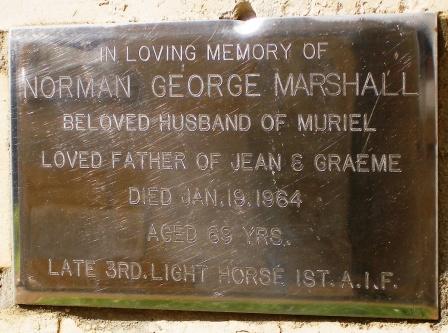 IN LOVING MEMORY OF
NORMAN GEORGE MARSHALL
BELOVED HUSBAND OF MURIEL
LOVED FATHER OF JEAN & GRAEME
DIED JAN.19.1964
AGED 69 YRS.
LATE 3RD.LIGHT HORSE 1ST. A.I.F.